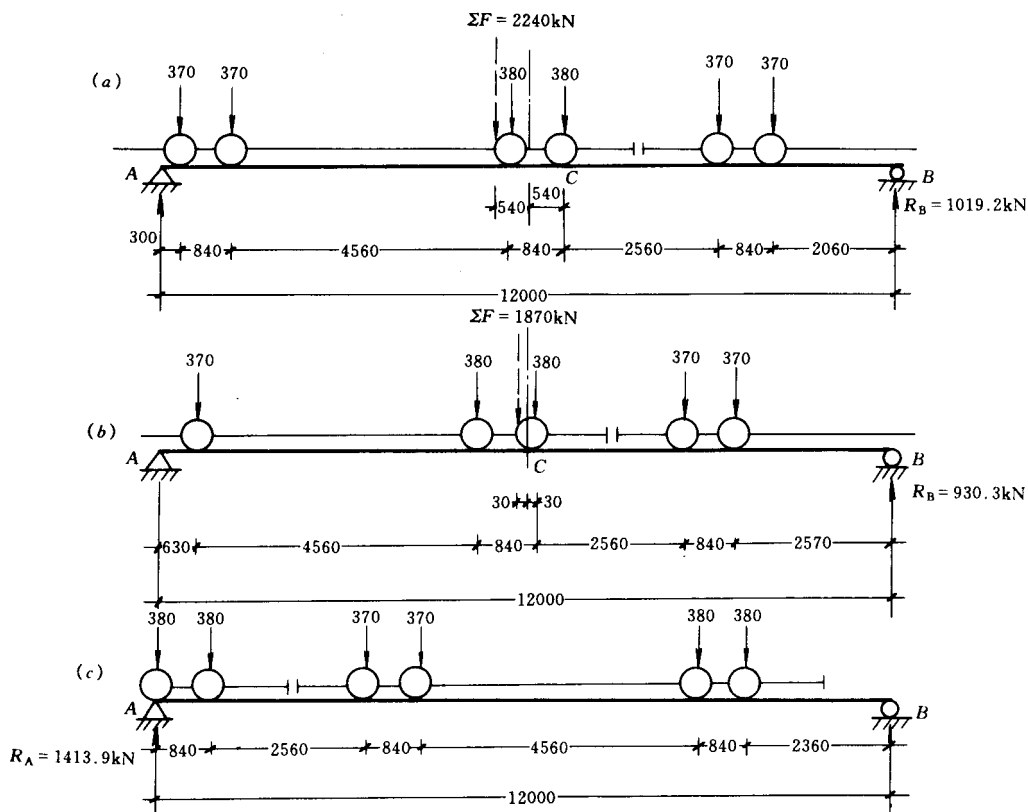 ΣF = 2240kN
(a)
370 370 380 380 370 370
A C B
540 540
R_B = 1019.2kN
300 840 4560 840 2560 840 2060
12000
ΣF = 1870kN
370 380 380 370 370
(b)
A C B
30 30
R_B = 930.3kN
630 4560 840 2560 840 2570
12000
380 380 370 370 380 380
(c)
A B
R_A = 1413.9kN
840 2560 840 4560 840 2360
12000